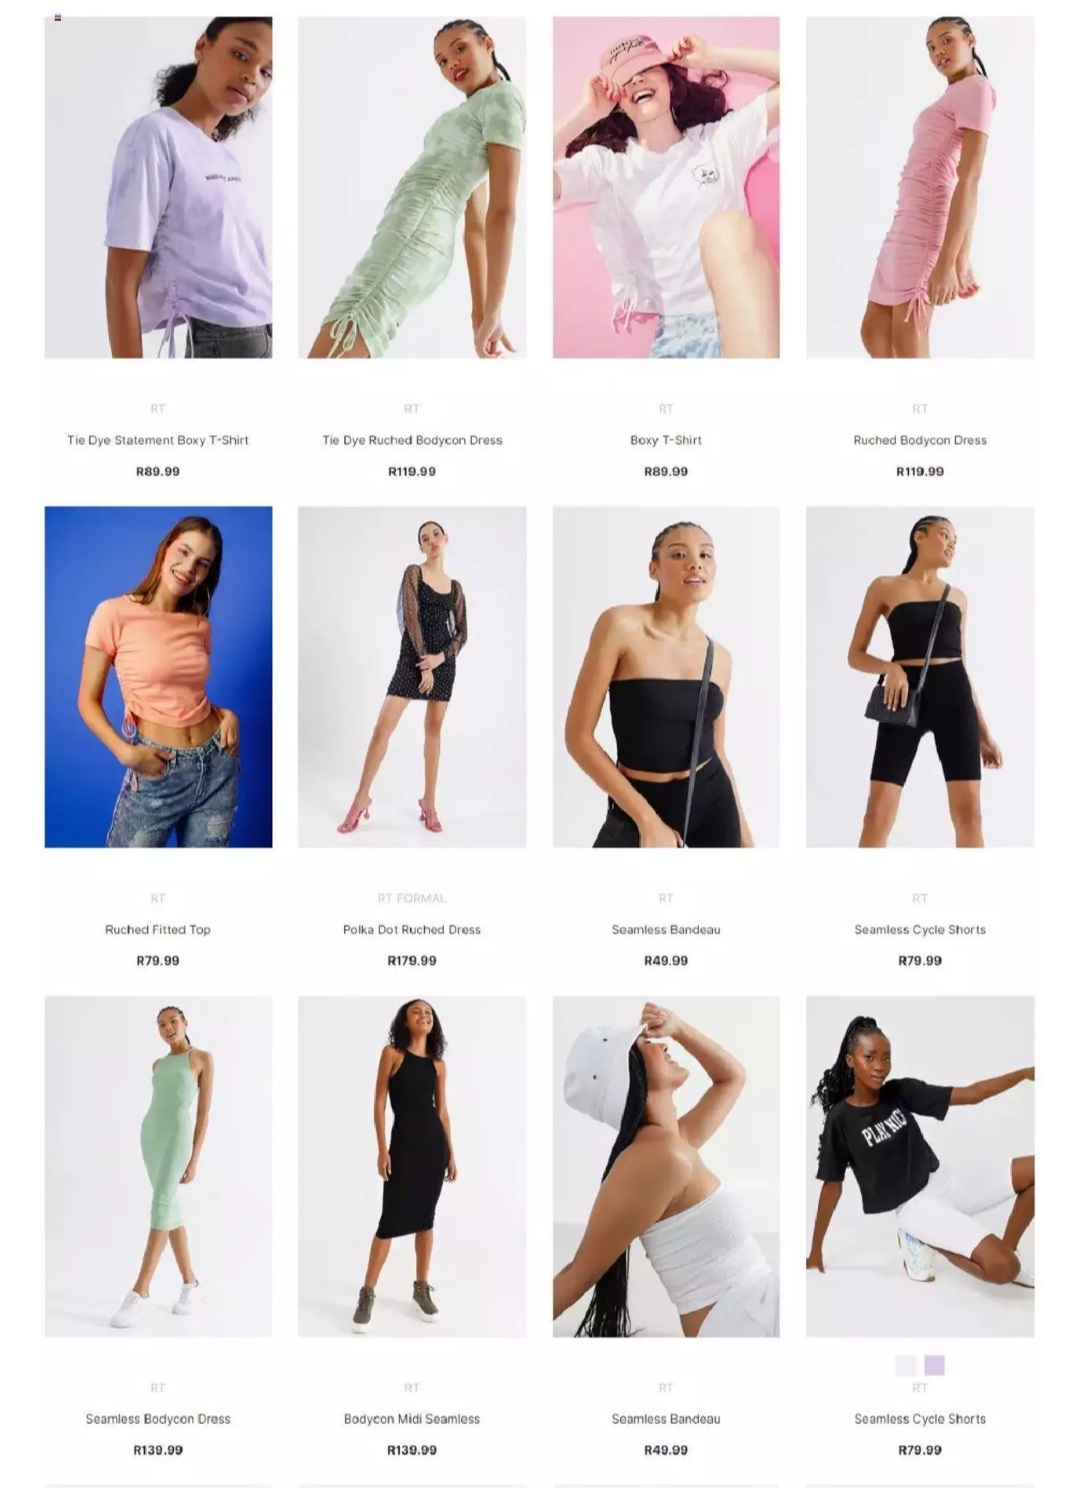 RT
Tie Dye Statement Boxy T-Shirt
R89.99
RT
Tie Dye Ruched Bodycon Dress
R119.99
RT
Boxy T-Shirt
R89.99
RT
Ruched Bodycon Dress
R119.99
RT
Ruched Fitted Top
R79.99
RT FORMAL
Polka Dot Ruched Dress
R179.99
RT
Seamless Bandeau
R49.99
RT
Seamless Cycle Shorts
R79.99
PLAY NICE
RT
Seamless Bodycon Dress
R139.99
RT
Bodycon Midi Seamless
R139.99
RT
Seamless Bandeau
R49.99
RT
Seamless Cycle Shorts
R79.99